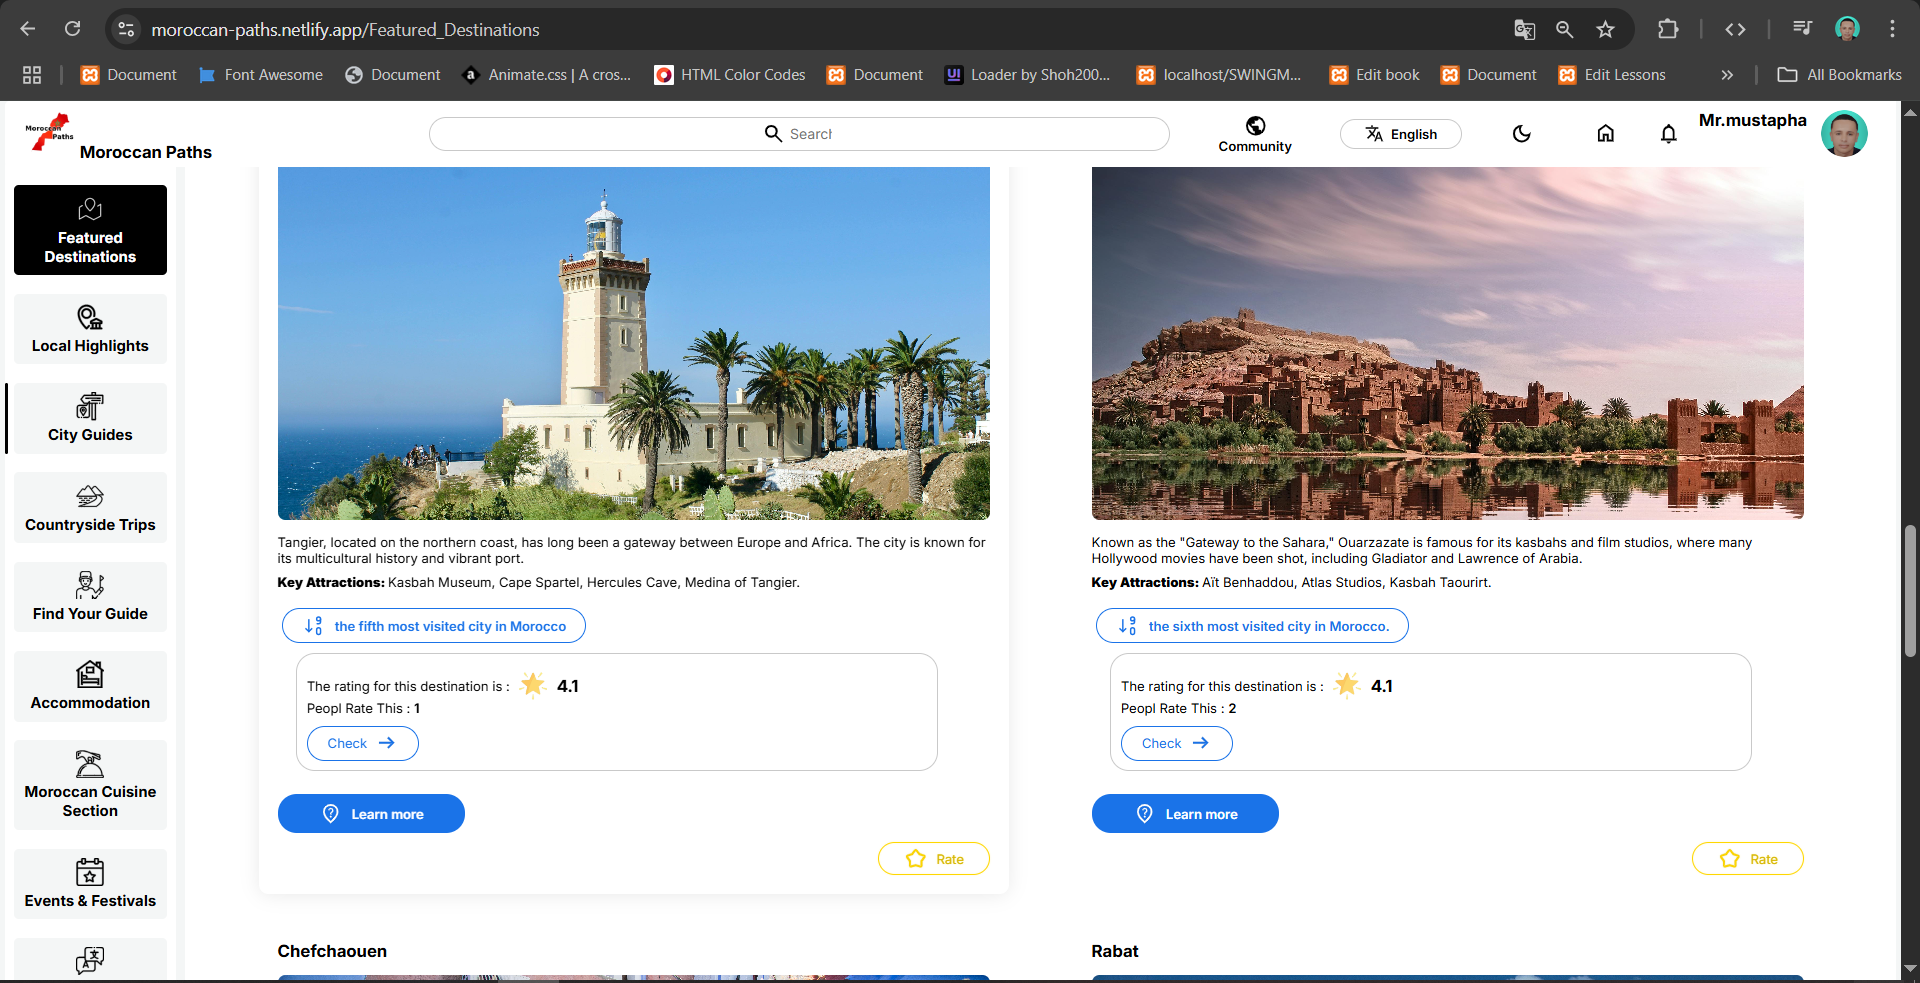 moroccan-paths.netlify.app/Featured_Destinations
Document
Font Awesome
Document
Animate.css | A cros...
HTML Color Codes
Document
Loader by Shoh200...
localhost/SWINGM...
Edit book
Document
Edit Lessons
All Bookmarks
Moroccan Paths
Moroccan Paths
Search
Community
English
Mr.mustapha
Featured
Destinations
Local Highlights
City Guides
Countryside Trips
Find Your Guide
Accommodation
Moroccan Cuisine
Section
Events & Festivals
Tangier, located on the northern coast, has long been a gateway between Europe and Africa. The city is known for
its multicultural history and vibrant port.
Key Attractions: Kasbah Museum, Cape Spartel, Hercules Cave, Medina of Tangier.
the fifth most visited city in Morocco
The rating for this destination is : 4.1
Peopl Rate This : 1
Check
Learn more
Rate
Known as the "Gateway to the Sahara," Ouarzazate is famous for its kasbahs and film studios, where many
Hollywood movies have been shot, including Gladiator and Lawrence of Arabia.
Key Attractions: Aït Benhaddou, Atlas Studios, Kasbah Taourirt.
the sixth most visited city in Morocco.
The rating for this destination is : 4.1
Peopl Rate This : 2
Check
Learn more
Rate
Chefchaouen
Rabat